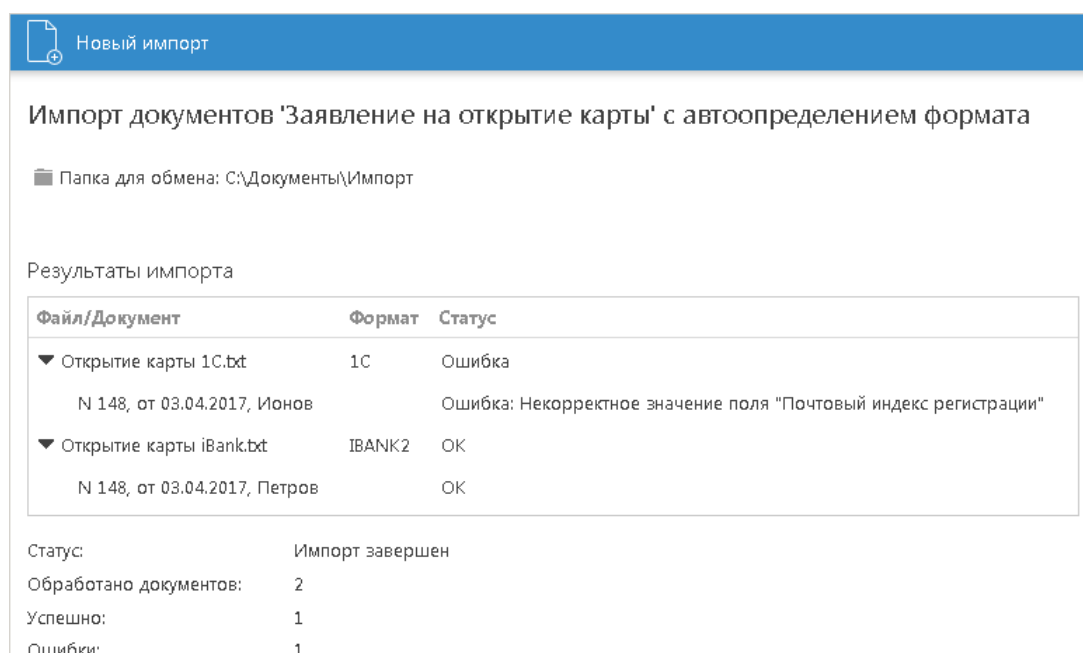 Новый импорт
Импорт документов 'Заявление на открытие карты' с автоопределением формата
Папка для обмена: C:\Документы\Импорт
Результаты импорта
Файл/Документ Формат Статус
Открытие карты 1C.txt 1C Ошибка
N 148, от 03.04.2017, Ионов Ошибка: Некорректное значение поля "Почтовый индекс регистрации"
Открытие карты iBank.txt IBANK2 OK
N 148, от 03.04.2017, Петров OK
Статус: Импорт завершен
Обработано документов: 2
Успешно: 1
Ошибки: 1